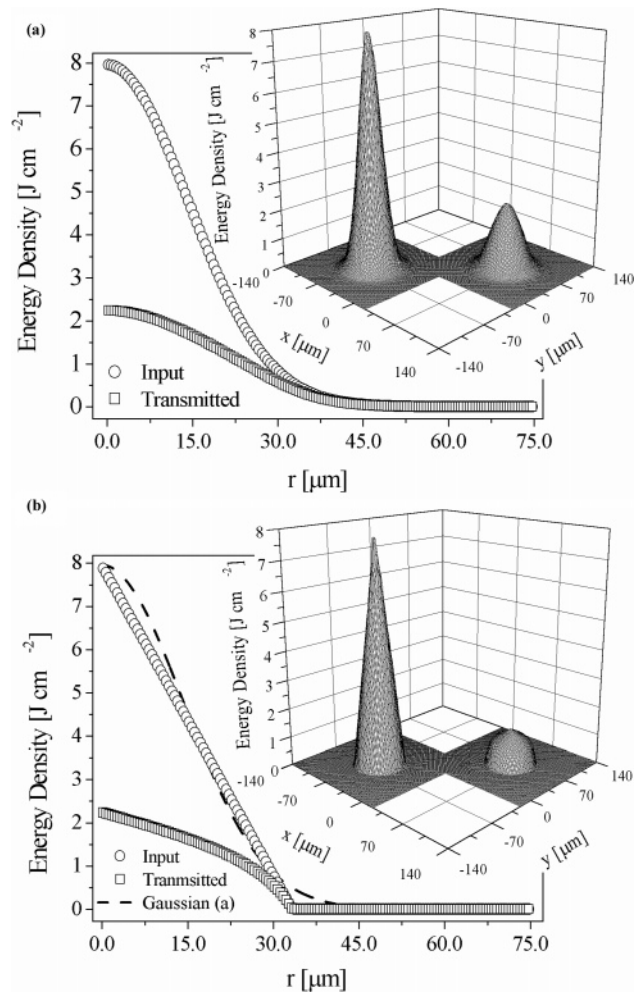 (a)
8
7
6
5
4
3
2
1
0
Energy Density [J cm -2]
0.0 15.0 30.0 45.0 60.0 75.0
r [μm]
Input
Transmitted
8
7
6
5
4
3
2
1
0
Energy Density [J cm -2]
-140
-70
0
70
140
x [μm]
-140
-70
0
70
140
y [μm]
(b)
8
7
6
5
4
3
2
1
0
Energy Density [J cm -2]
0.0 15.0 30.0 45.0 60.0 75.0
r [μm]
Input
Tranmsitted
Gaussian (a)
8
7
6
5
4
3
2
1
0
Energy Density [J cm -2]
-140
-70
0
70
140
x [μm]
-140
-70
0
70
140
y [μm]